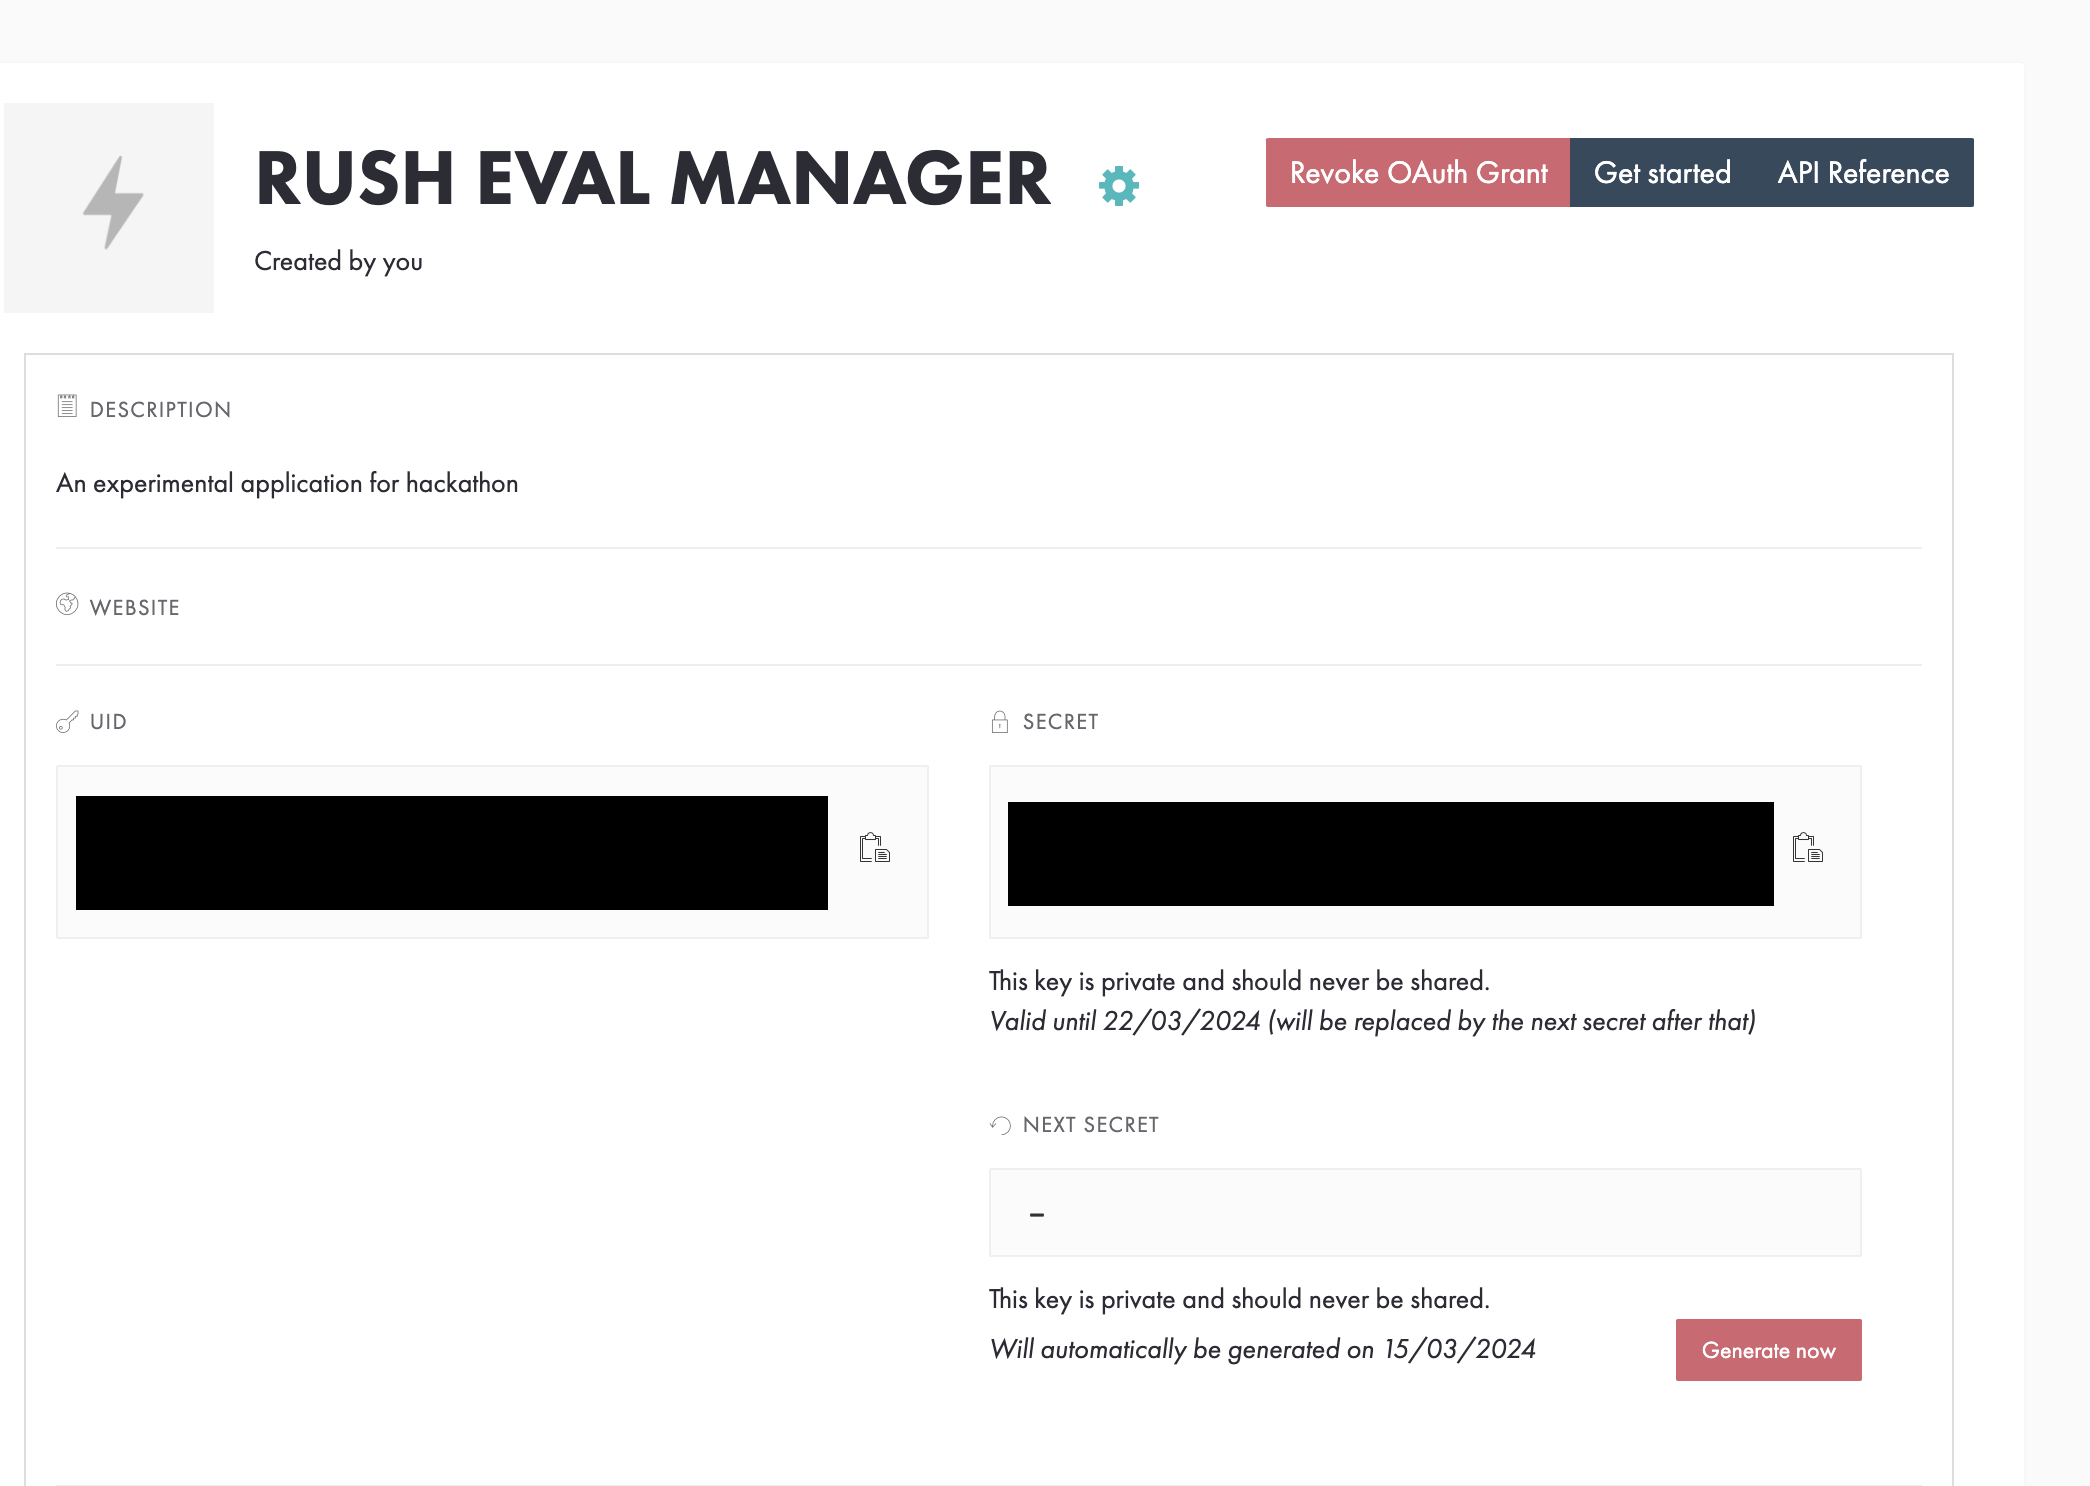 RUSH EVAL MANAGER
Revoke OAuth Grant
Get started
API Reference
Created by you
DESCRIPTION
An experimental application for hackathon
WEBSITE
UID
SECRET
This key is private and should never be shared.
Valid until 22/03/2024 (will be replaced by the next secret after that)
NEXT SECRET
–
This key is private and should never be shared.
Will automatically be generated on 15/03/2024
Generate now